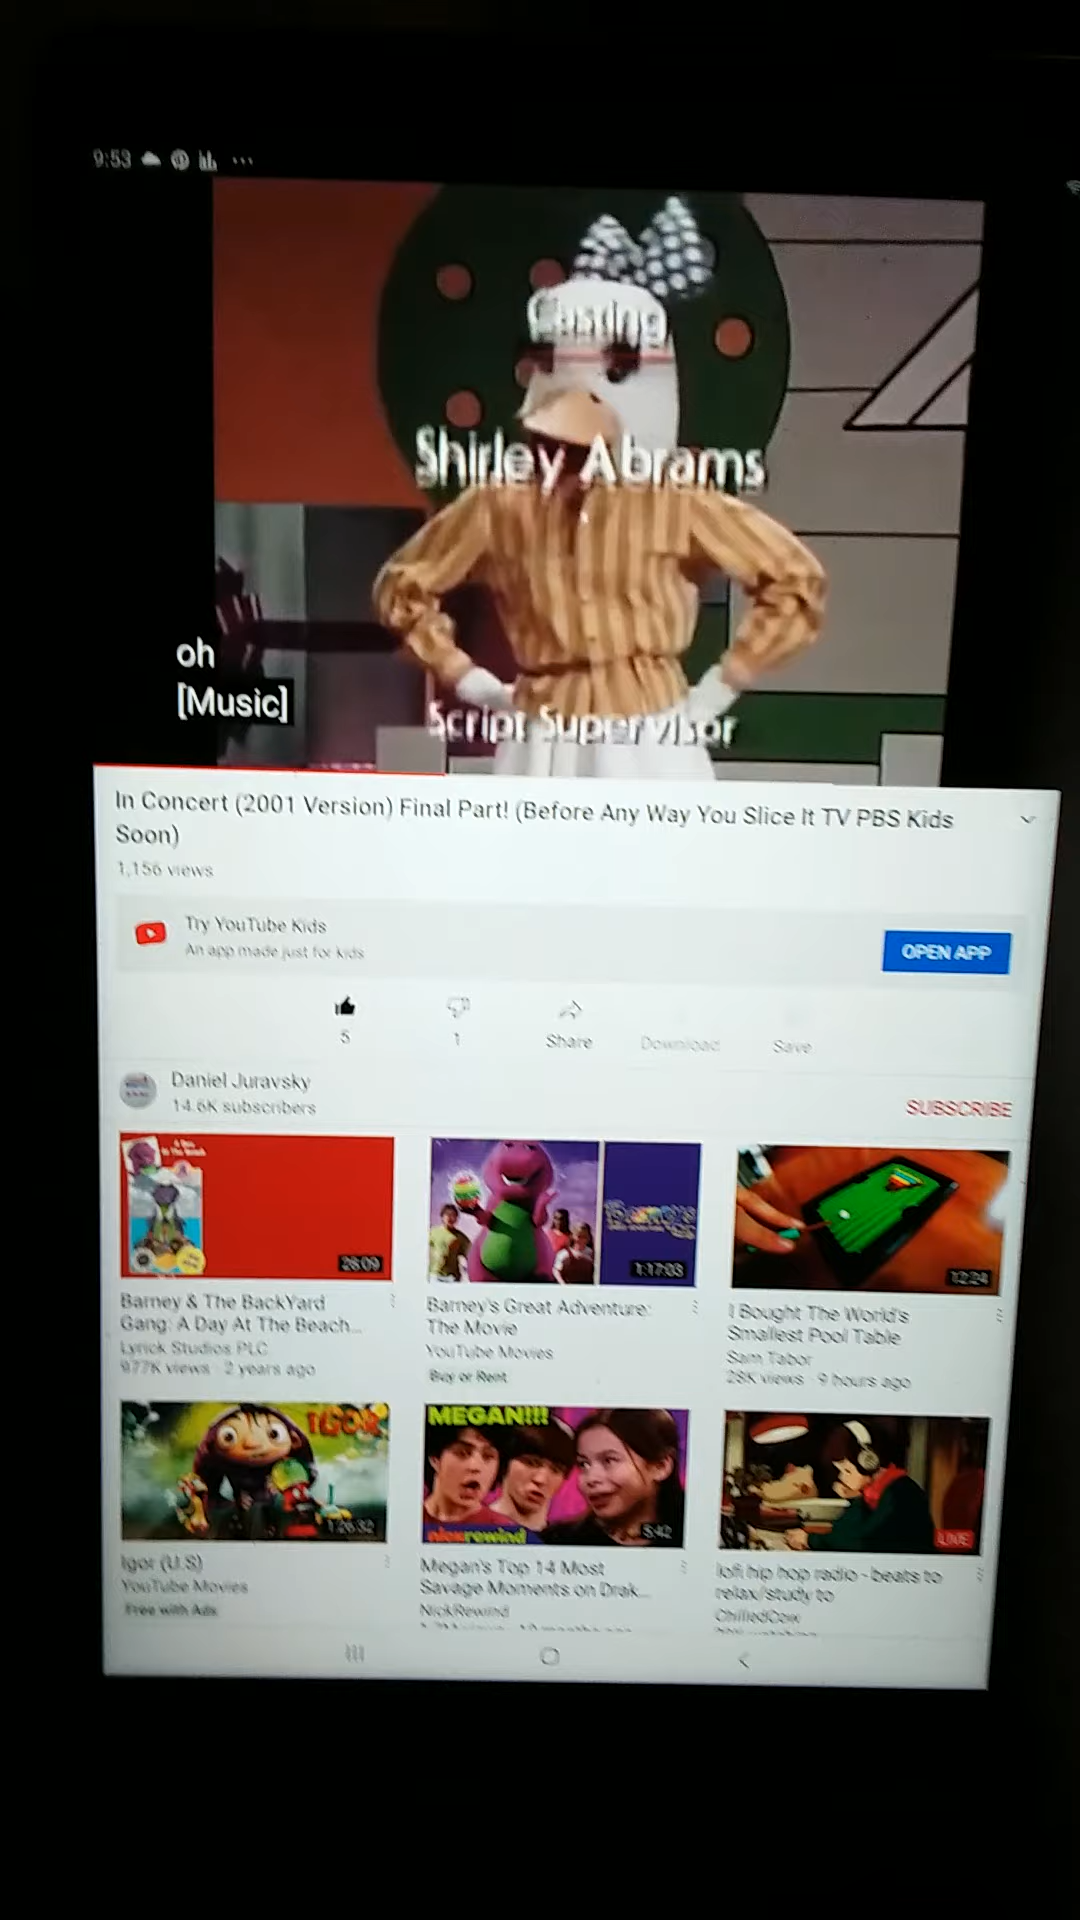 9:53
Casting
Shirley Abrams
oh
[Music]
Script Supervisor
In Concert (2001 Version) Final Part! (Before Any Way You Slice It TV PBS Kids
Soon)
1,156 views
Try YouTube Kids
An app made just for kids
OPEN APP
5
1
Share
Download
Save
Daniel Juravsky
14.6K subscribers
SUBSCRIBE
26:09
1:17:03
12:24
Barney & The BackYard
Gang: A Day At The Beach...
Lyrick Studios PLC
977K views · 2 years ago
Barney's Great Adventure:
The Movie
YouTube Movies
Buy or Rent
I Bought The World's
Smallest Pool Table
Sam Tabor
28K views · 9 hours ago
IGOR
1:26:32
MEGAN!!!
nickrewind
5:42
LIVE
Igor (U.S)
YouTube Movies
Free with Ads
Megan's Top 14 Most
Savage Moments on Drak...
NickRewind
lofi hip hop radio - beats to
relax/study to
ChilledCow